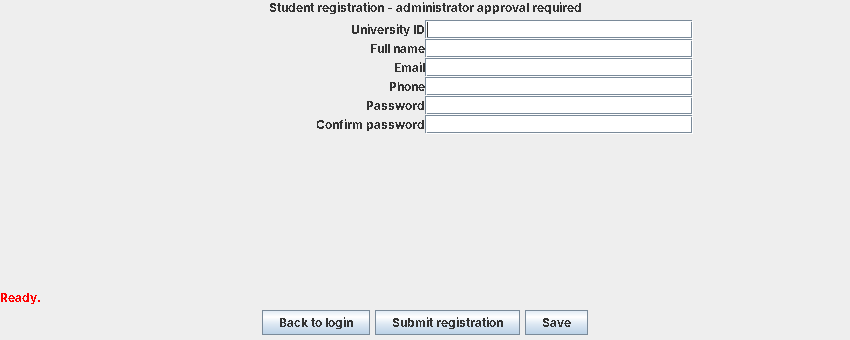 Student registration - administrator approval required
University ID
Full name
Email
Phone
Password
Confirm password
Ready.
Back to login Submit registration Save